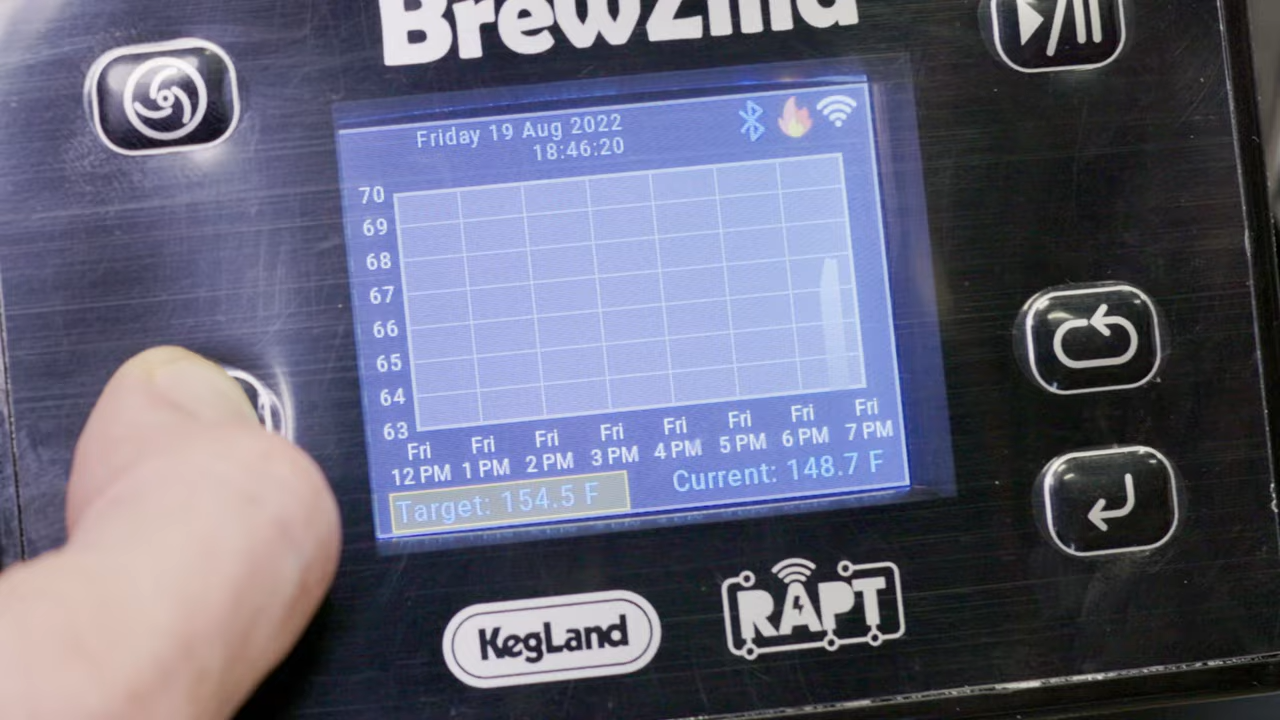 BrewZilla
Friday 19 Aug 2022
18:46:20
70
69
68
67
66
65
64
63
Fri Fri Fri Fri Fri Fri Fri Fri
12 PM 1 PM 2 PM 3 PM 4 PM 5 PM 6 PM 7 PM
Target: 154.5 F Current: 148.7 F
KegLand
RAPT